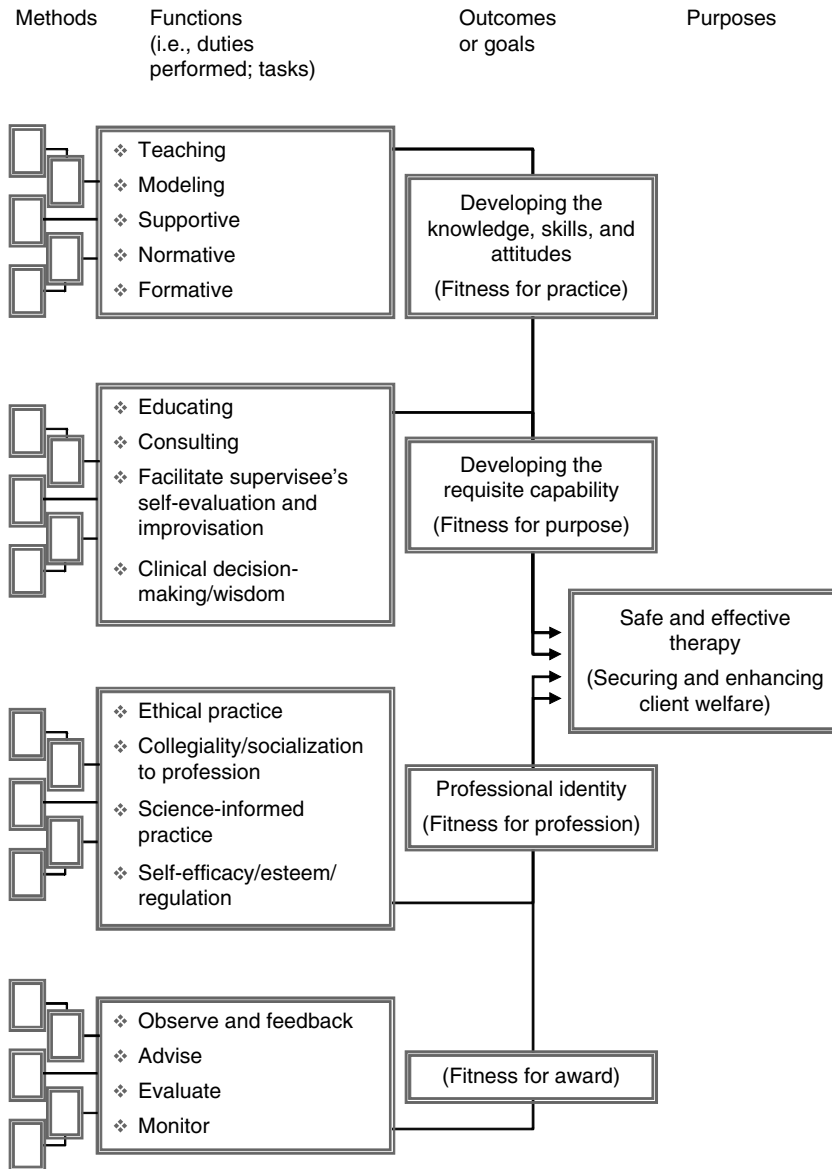 Methods
Functions
(i.e., duties
performed; tasks)
Outcomes
or goals
Purposes
❖ Teaching
❖ Modeling
❖ Supportive
❖ Normative
❖ Formative
Developing the
knowledge, skills, and
attitudes
(Fitness for practice)
❖ Educating
❖ Consulting
❖ Facilitate supervisee’s
self-evaluation and
improvisation
❖ Clinical decision-
making/wisdom
Developing the
requisite capability
(Fitness for purpose)
Safe and effective
therapy
(Securing and enhancing
client welfare)
❖ Ethical practice
❖ Collegiality/socialization
to profession
❖ Science-informed
practice
❖ Self-efficacy/esteem/
regulation
Professional identity
(Fitness for profession)
❖ Observe and feedback
❖ Advise
❖ Evaluate
❖ Monitor
(Fitness for award)